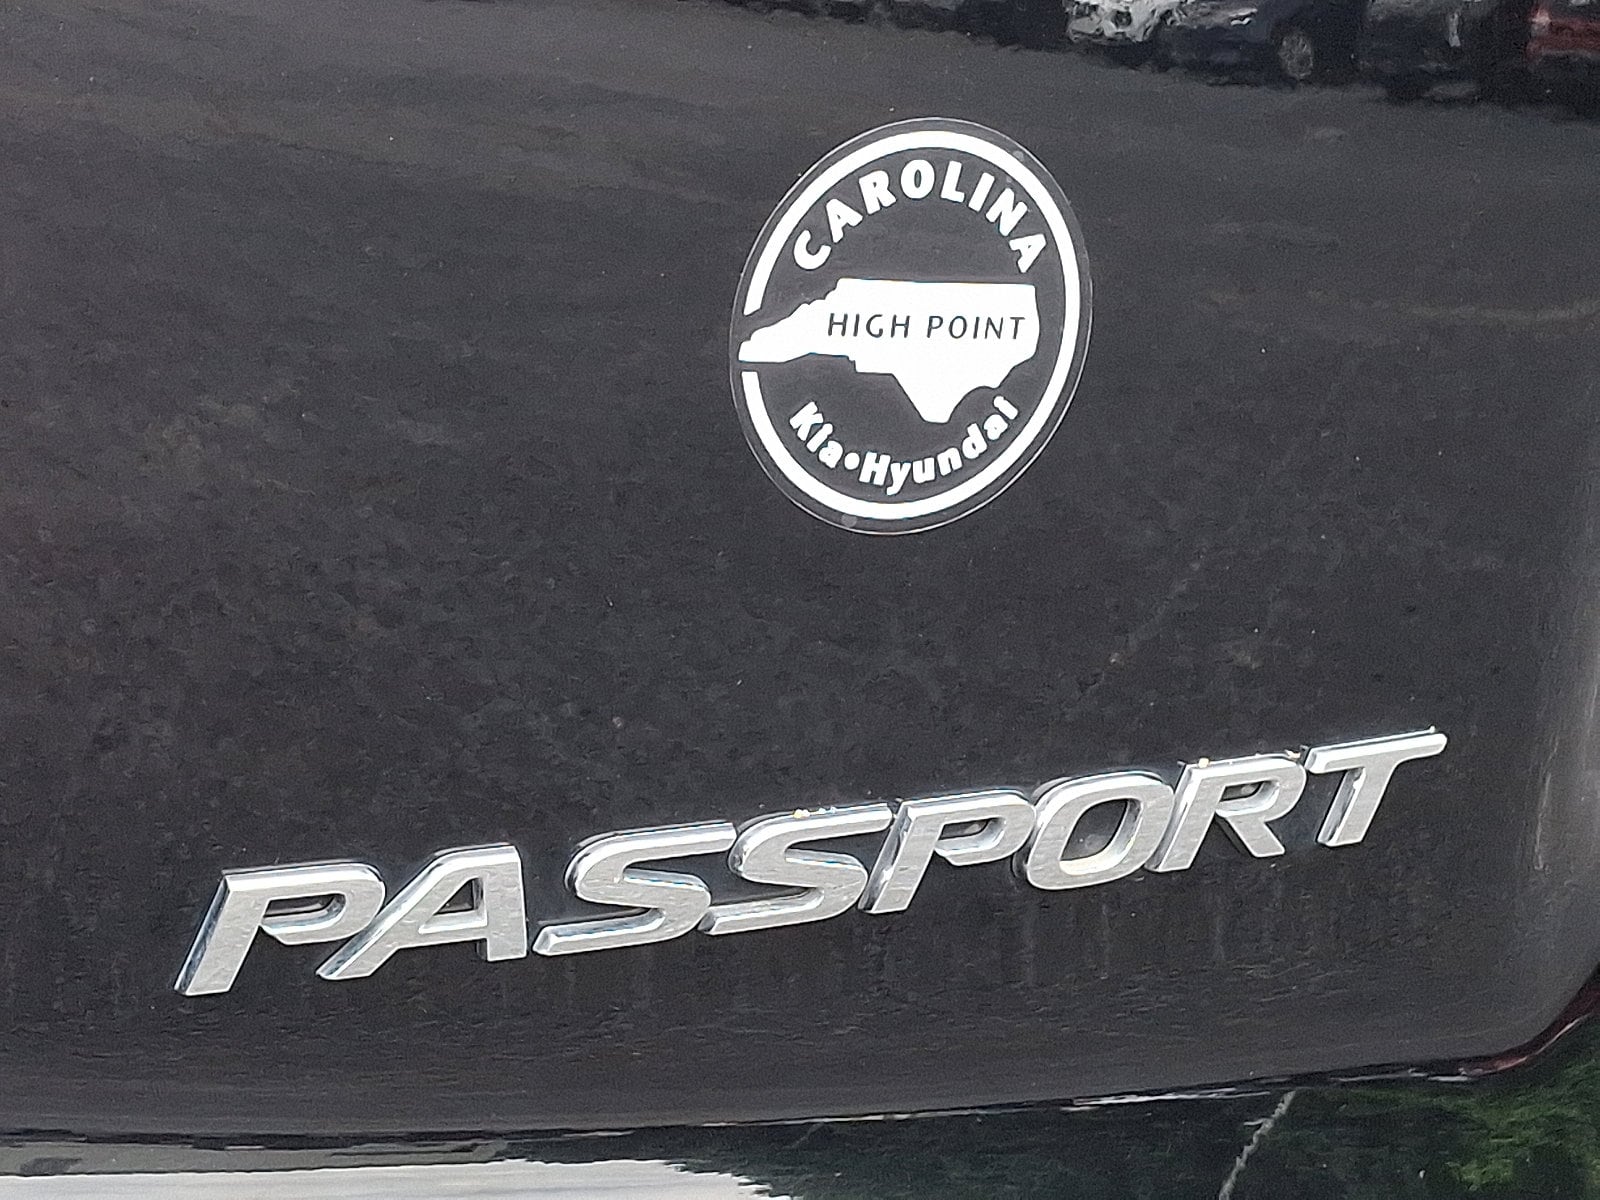 CAROLINA
HIGH POINT
Kia•Hyundai
PASSPORT